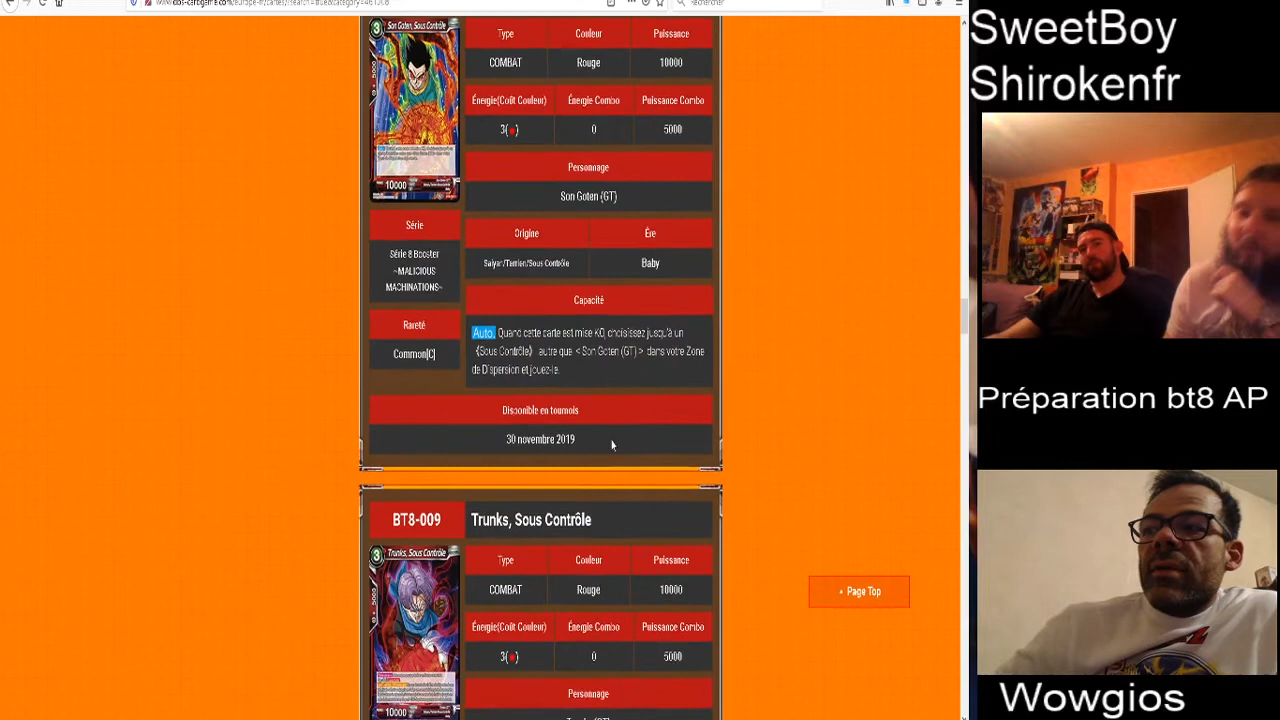 Rechercher
Son Goten, Sous Contrôle
Type
Couleur
Puissance
COMBAT
Rouge
10000
Énergie(Coût Couleur)
Énergie Combo
Puissance Combo
3( )
0
5000
10000
Personnage
Son Goten (GT)
Série
Origine
Ère
Série 8 Booster
~MALICIOUS
MACHINATIONS~
Saiyan/Terrien/Sous Contrôle
Baby
Capacité
Rareté
Common[C]
Auto. Quand cette carte est mise KO, choisissez jusqu'à un
《Sous Contrôle》 autre que < Son Goten (GT) > dans votre Zone
de Dispersion et jouez-le.
Disponible en tournois
30 novembre 2019
BT8-009
Trunks, Sous Contrôle
Trunks, Sous Contrôle
Type
Couleur
Puissance
COMBAT
Rouge
10000
Énergie(Coût Couleur)
Énergie Combo
Puissance Combo
3( )
0
5000
Personnage
10000
Page Top
SweetBoy
Shirokenfr
Préparation bt8 AP
Wowgios